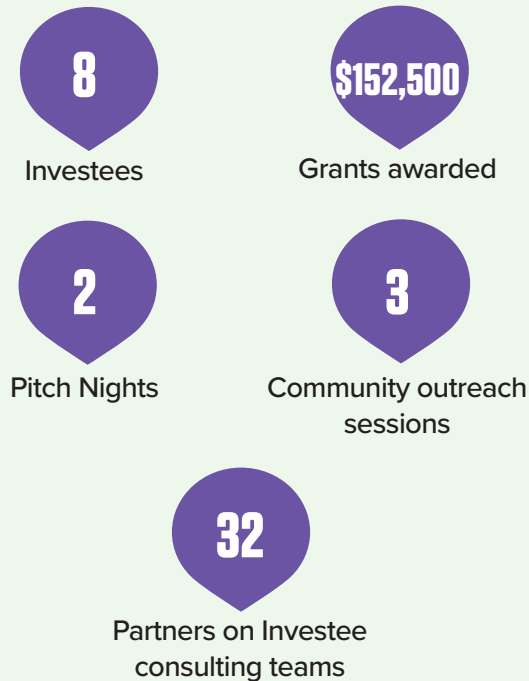 8
Investees
$152,500
Grants awarded
2
Pitch Nights
3
Community outreach
sessions
32
Partners on Investee
consulting teams